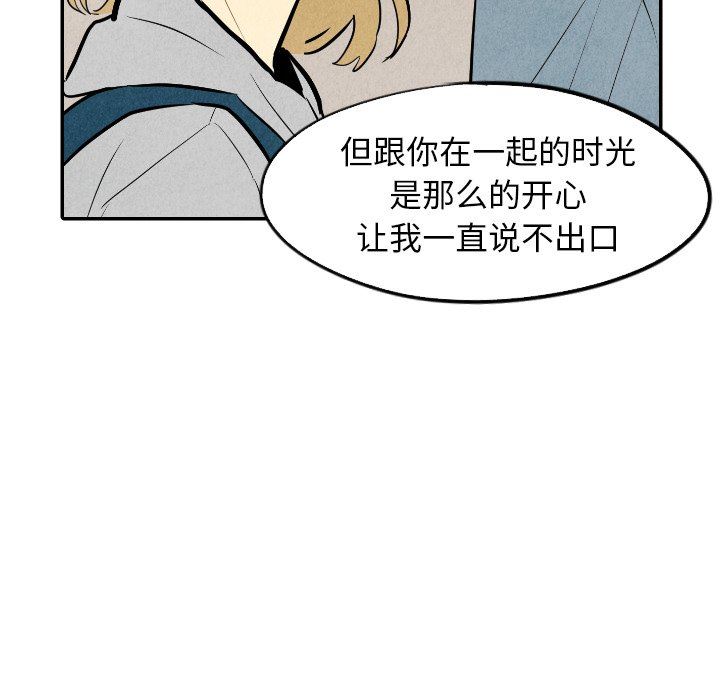 但跟你在一起的时光
是那么的开心
让我一直说不出口